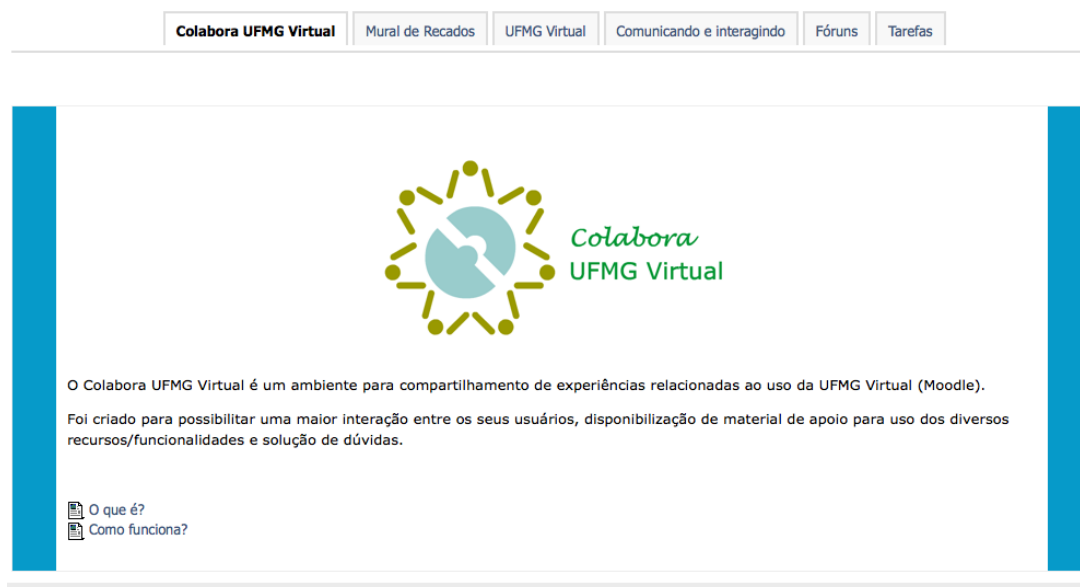 Colabora UFMG Virtual
Mural de Recados
UFMG Virtual
Comunicando e interagindo
Fóruns
Tarefas
Colabora
UFMG Virtual
O Colabora UFMG Virtual é um ambiente para compartilhamento de experiências relacionadas ao uso da UFMG Virtual (Moodle).
Foi criado para possibilitar uma maior interação entre os seus usuários, disponibilização de material de apoio para uso dos diversos
recursos/funcionalidades e solução de dúvidas.
O que é?
Como funciona?